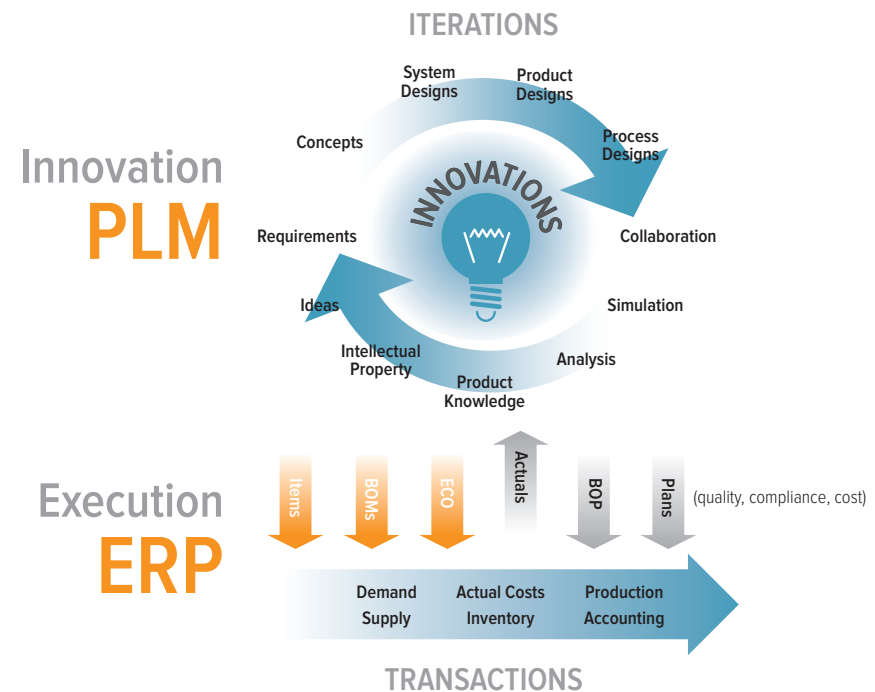 ITERATIONS
System
Designs
Product
Designs
Concepts
Process
Designs
Innovation
PLM
INNOVATIONS
Requirements
Collaboration
Ideas
Simulation
Intellectual
Property
Analysis
Product
Knowledge
Execution
ERP
Items
BOMs
ECO
Actuals
BOP
Plans
(quality, compliance, cost)
Demand
Supply
Actual Costs
Inventory
Production
Accounting
TRANSACTIONS